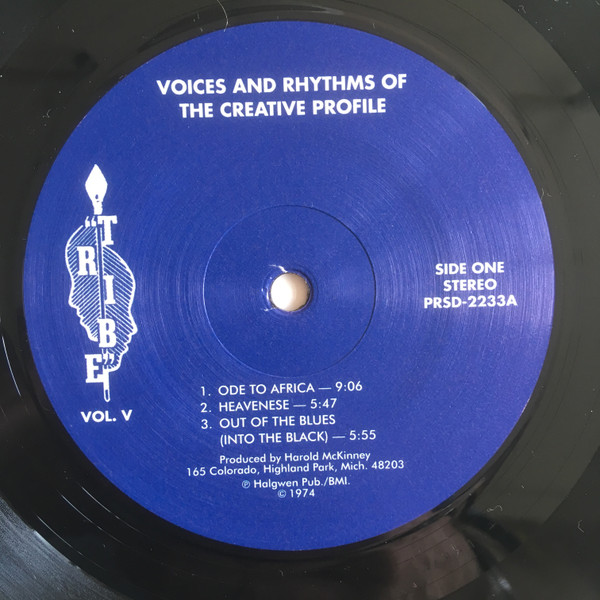 VOICES AND RHYTHMS OF
THE CREATIVE PROFILE
"TRIBE"
VOL. V
SIDE ONE
STEREO
PRSD-2233A
1. ODE TO AFRICA — 9:06
2. HEAVENESE — 5:47
3. OUT OF THE BLUES
(INTO THE BLACK) — 5:55
Produced by Harold McKinney
165 Colorado, Highland Park, Mich. 48203
℗ Halgwen Pub./BMI.
© 1974